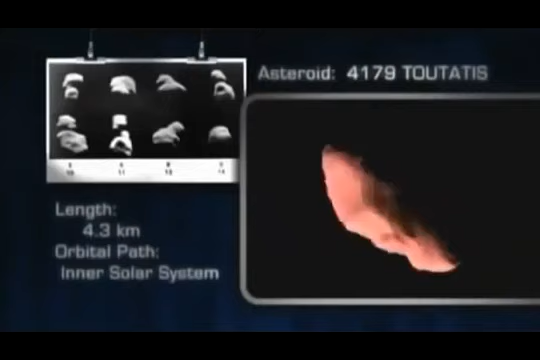 Asteroid: 4179 TOUTATIS
Length:
4.3 km
Orbital Path:
Inner Solar System